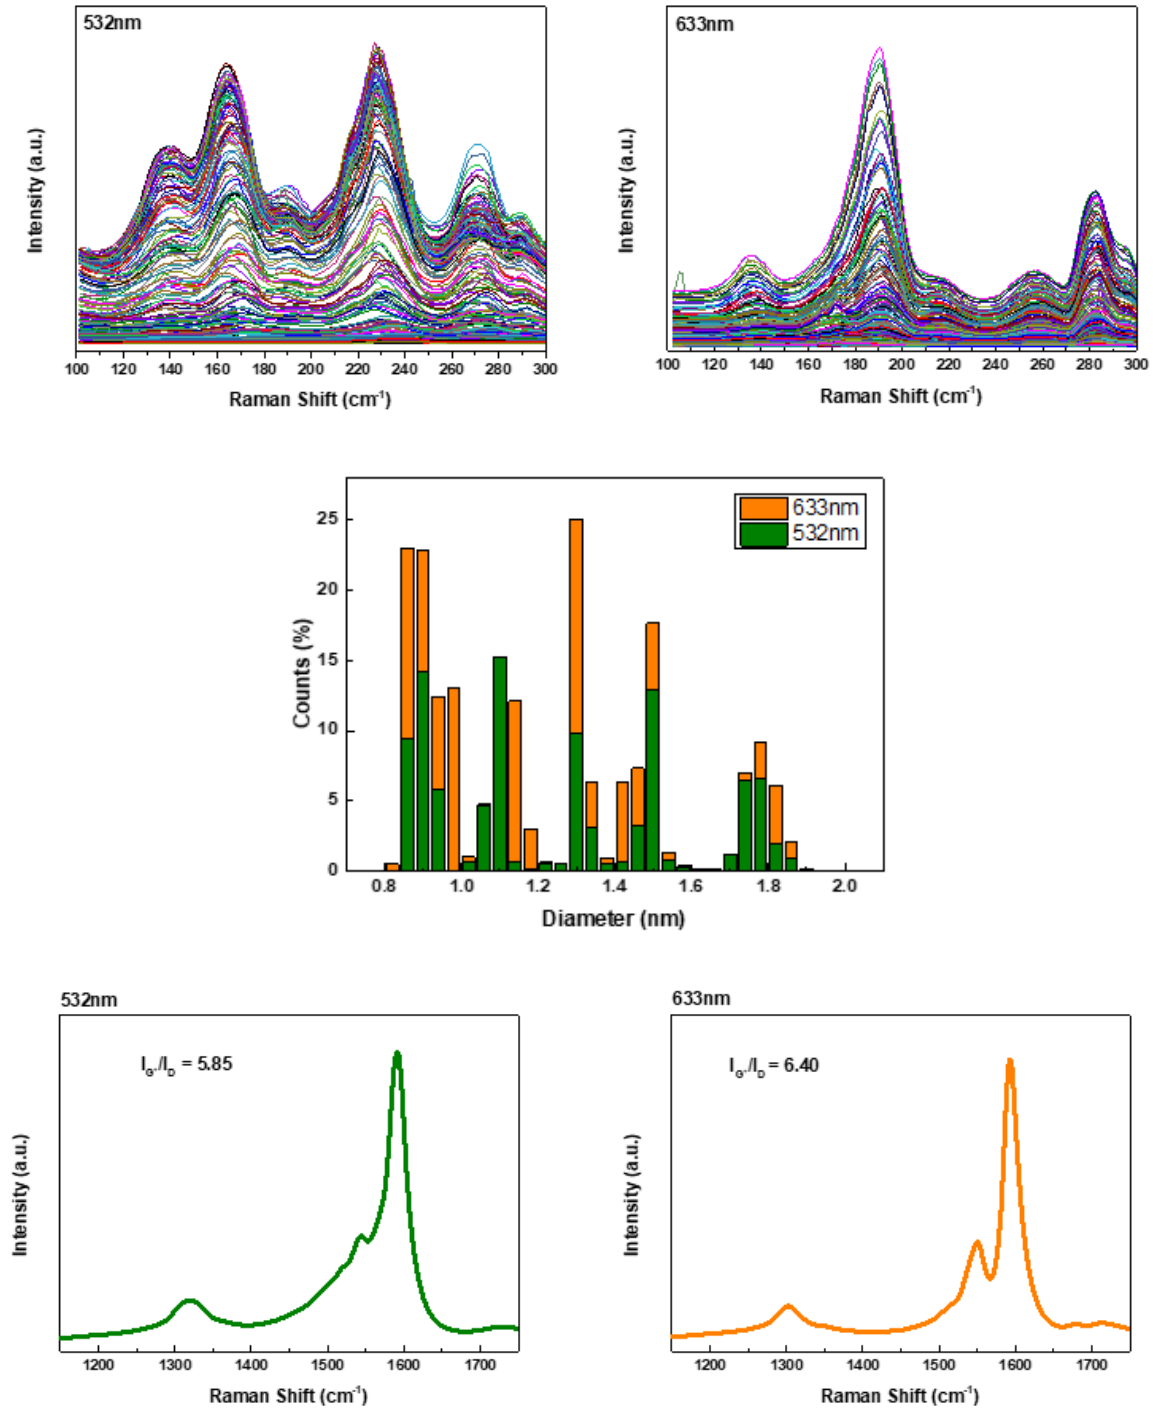 532nm
Intensity (a.u.)
100 120 140 160 180 200 220 240 260 280 300
Raman Shift (cm⁻¹)
633nm
Intensity (a.u.)
100 120 140 160 180 200 220 240 260 280 300
Raman Shift (cm⁻¹)
633nm
532nm
Counts (%)
25
20
15
10
5
0
0.8 1.0 1.2 1.4 1.6 1.8 2.0
Diameter (nm)
532nm
I_G⁻/I_D = 5.85
Intensity (a.u.)
1200 1300 1400 1500 1600 1700
Raman Shift (cm⁻¹)
633nm
I_G⁻/I_D = 6.40
Intensity (a.u.)
1200 1300 1400 1500 1600 1700
Raman Shift (cm⁻¹)